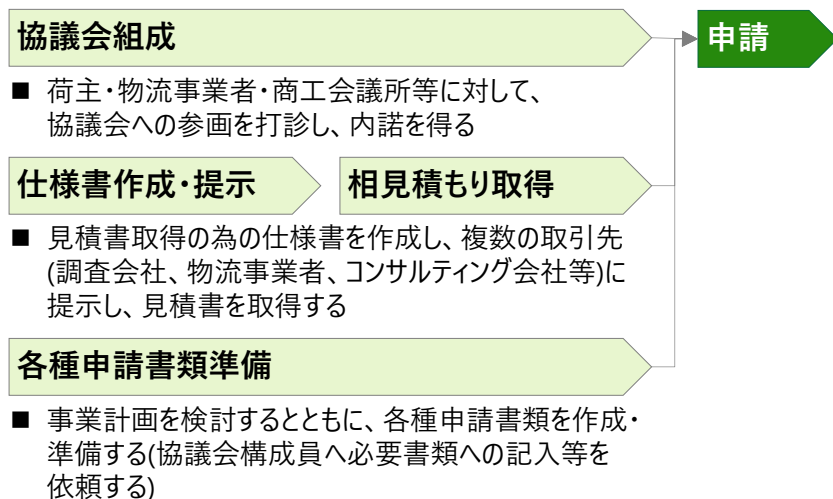 協議会組成
申請
■ 荷主・物流事業者・商工会議所等に対して、
協議会への参画を打診し、内諾を得る
仕様書作成・提示
相見積もり取得
■ 見積書取得の為の仕様書を作成し、複数の取引先
(調査会社、物流事業者、コンサルティング会社等)に
提示し、見積書を取得する
各種申請書類準備
■ 事業計画を検討するとともに、各種申請書類を作成・
準備する(協議会構成員へ必要書類への記入等を
依頼する)